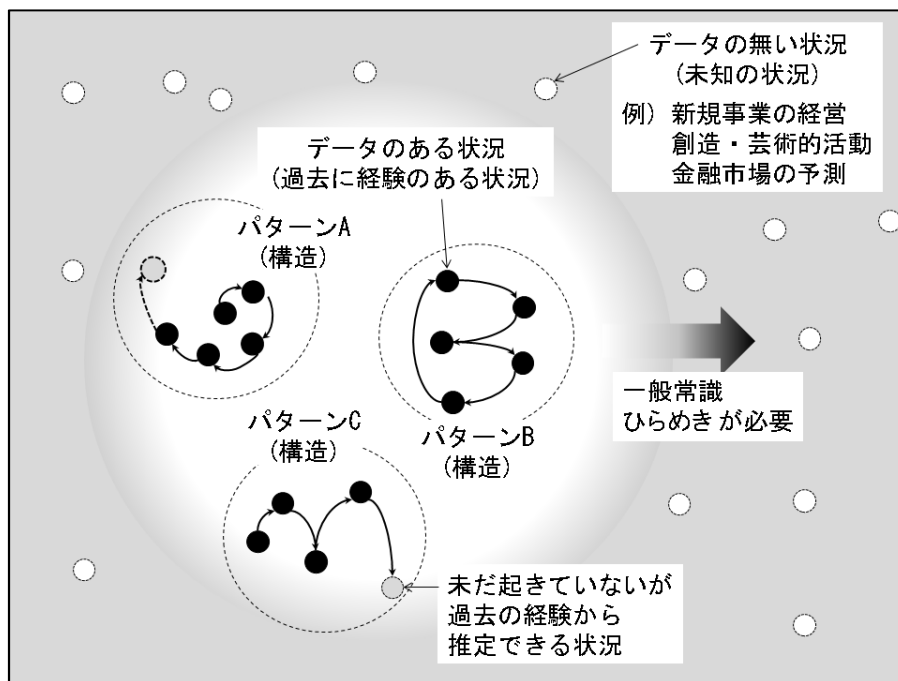 データの無い状況
(未知の状況)
例) 新規事業の経営
創造・芸術的活動
金融市場の予測
データのある状況
(過去に経験のある状況)
パターンA
(構造)
パターンB
(構造)
一般常識
ひらめきが必要
パターンC
(構造)
未だ起きていないが
過去の経験から
推定できる状況